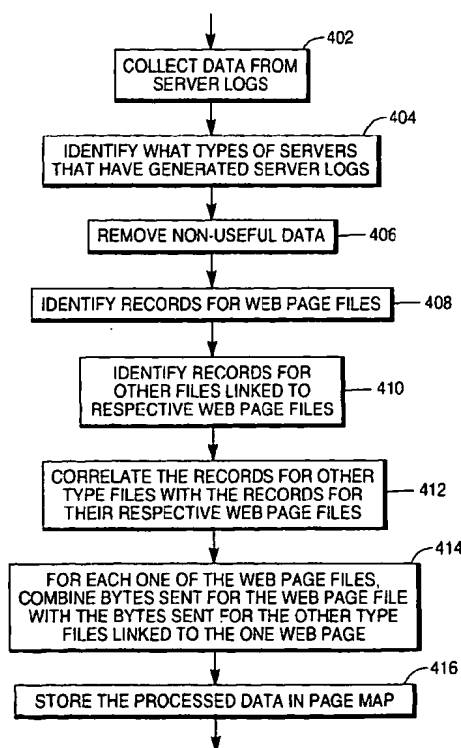 402
COLLECT DATA FROM
SERVER LOGS
404
IDENTIFY WHAT TYPES OF SERVERS
THAT HAVE GENERATED SERVER LOGS
REMOVE NON-USEFUL DATA
406
IDENTIFY RECORDS FOR WEB PAGE FILES
408
IDENTIFY RECORDS FOR
OTHER FILES LINKED TO
RESPECTIVE WEB PAGE FILES
410
CORRELATE THE RECORDS FOR OTHER
TYPE FILES WITH THE RECORDS FOR
THEIR RESPECTIVE WEB PAGE FILES
412
414
FOR EACH ONE OF THE WEB PAGE FILES,
COMBINE BYTES SENT FOR THE WEB PAGE FILE
WITH THE BYTES SENT FOR THE OTHER TYPE
FILES LINKED TO THE ONE WEB PAGE
416
STORE THE PROCESSED DATA IN PAGE MAP